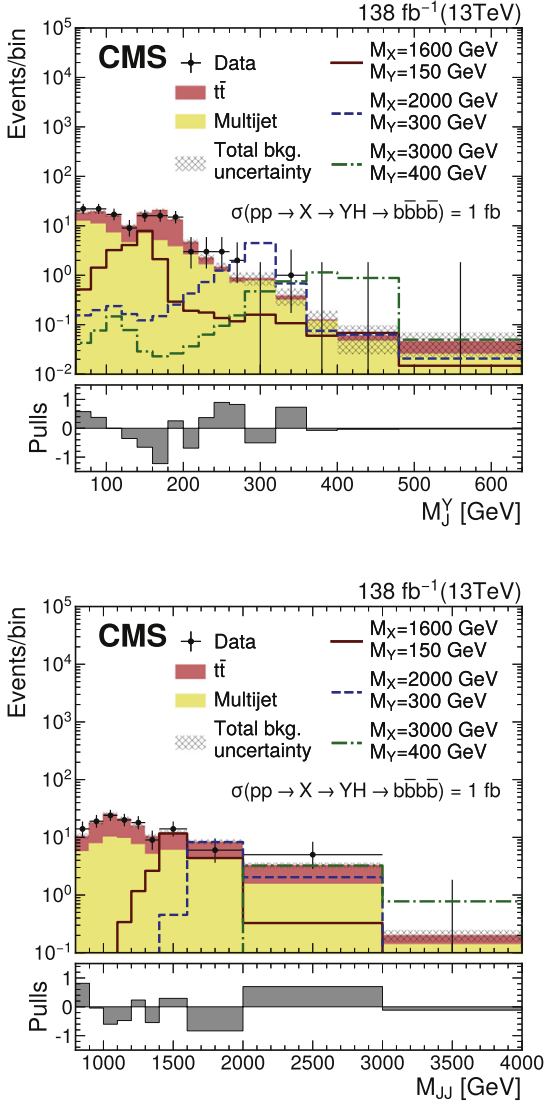 138 fb⁻¹ (13TeV)
Events/bin
10⁵
10⁴
10³
10²
10¹
10⁰
10⁻¹
10⁻²
CMS
Data
tt̄
Multijet
Total bkg.
uncertainty
M_X=1600 GeV
M_Y=150 GeV
M_X=2000 GeV
M_Y=300 GeV
M_X=3000 GeV
M_Y=400 GeV
σ(pp → X → YH → bb̄bb̄) = 1 fb
Pulls
1
0
-1
100 200 300 400 500 600
M_J^Y [GeV]
138 fb⁻¹ (13TeV)
Events/bin
10⁵
10⁴
10³
10²
10¹
10⁰
10⁻¹
CMS
Data
tt̄
Multijet
Total bkg.
uncertainty
M_X=1600 GeV
M_Y=150 GeV
M_X=2000 GeV
M_Y=300 GeV
M_X=3000 GeV
M_Y=400 GeV
σ(pp → X → YH → bb̄bb̄) = 1 fb
Pulls
1
0
-1
1000 1500 2000 2500 3000 3500 4000
M_JJ [GeV]